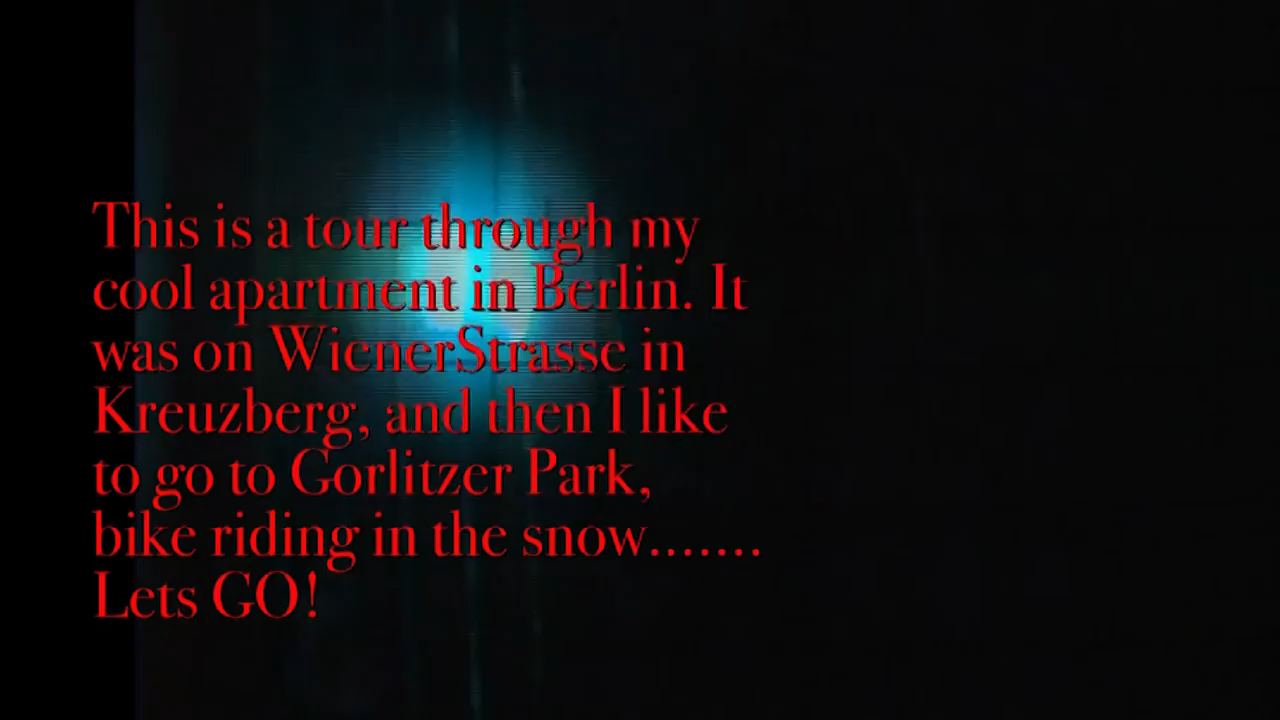 This is a tour through my
cool apartment in Berlin. It
was on WienerStrasse in
Kreuzberg, and then I like
to go to Gorlitzer Park,
bike riding in the snow.......
Lets GO!